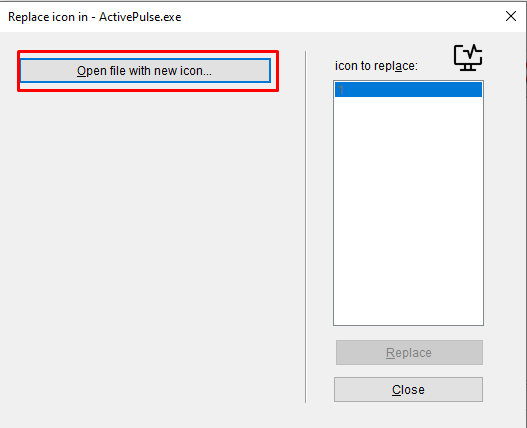 Replace icon in - ActivePulse.exe
Open file with new icon...
icon to replace:
1
Replace
Close